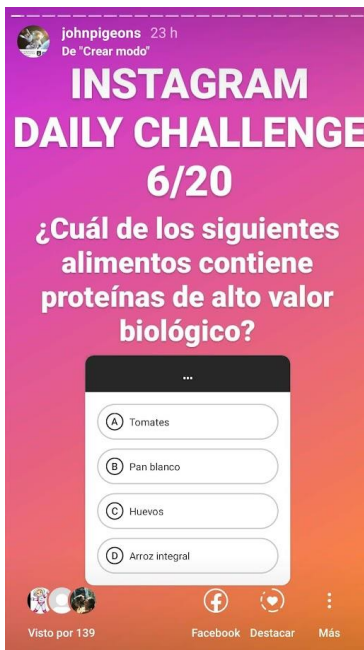 johnpigeons 23 h
De "Crear modo"
INSTAGRAM
DAILY CHALLENGE
6/20
¿Cuál de los siguientes
alimentos contiene
proteínas de alto valor
biológico?
...
A Tomates
B Pan blanco
C Huevos
D Arroz integral
Visto por 139 Facebook Destacar Más